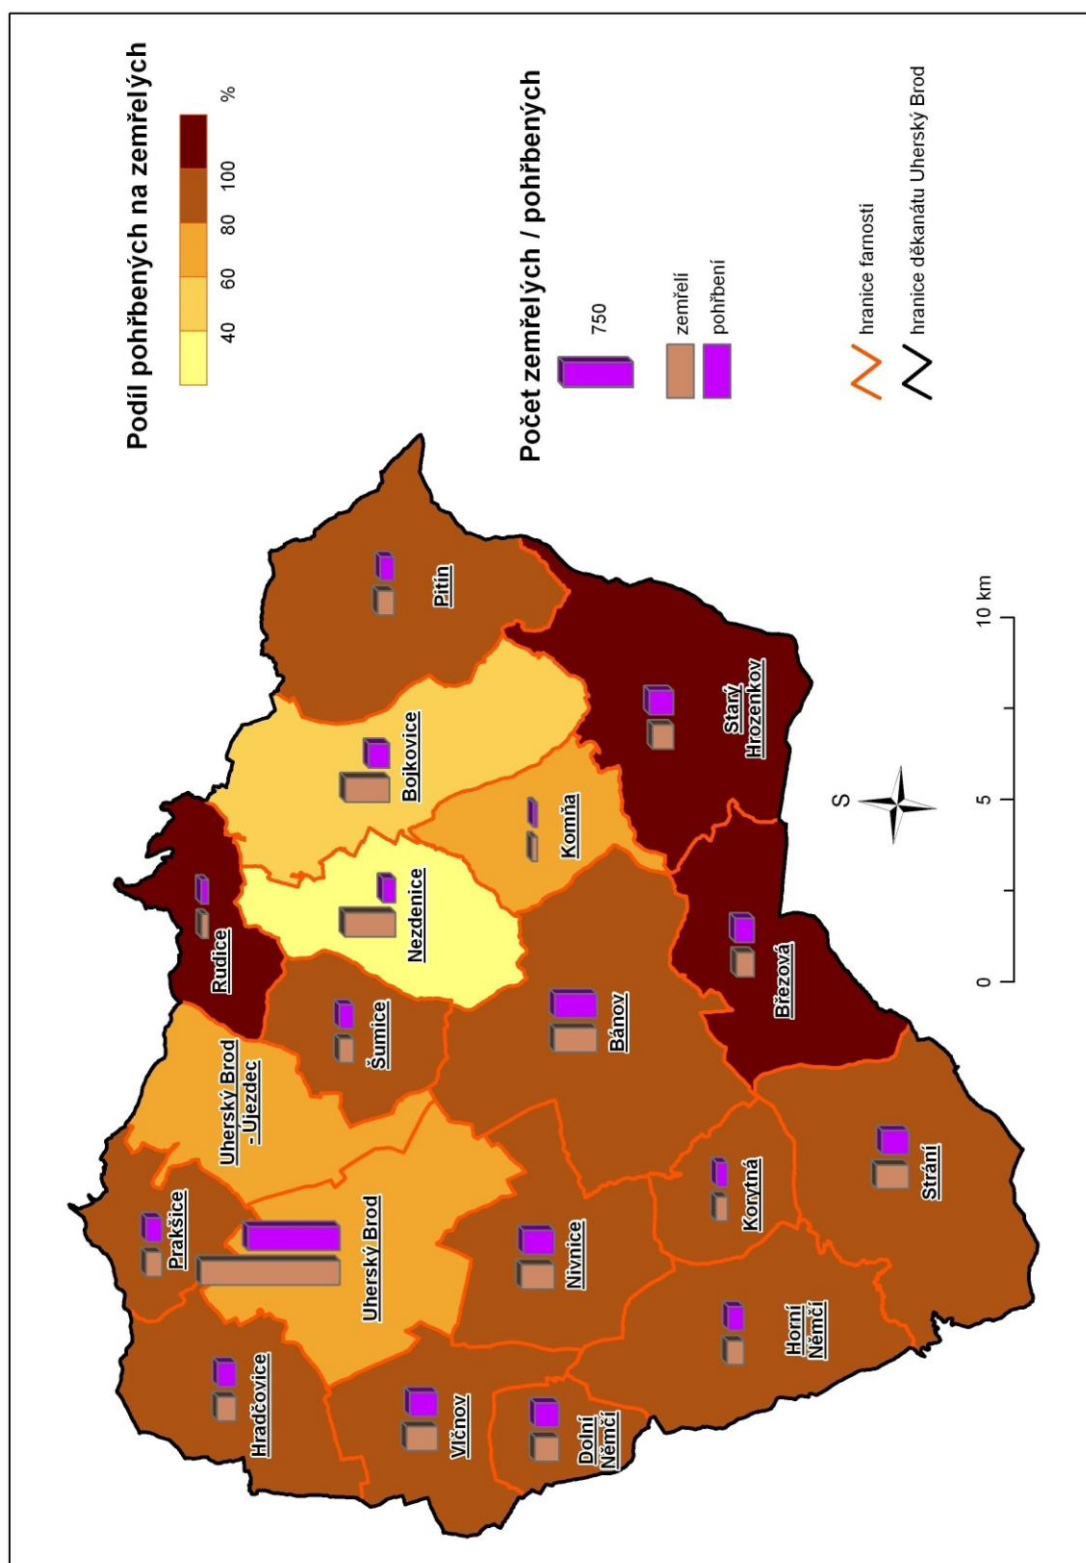 Podíl pohřbených na zemřelých
40
60
80
100
%
Počet zemřelých / pohřbených
750
zemřelí
pohřbení
hranice farnosti
hranice děkanátu Uherský Brod
Hradčovice
Prakšice
Uherský Brod
- Újezdec
Rudice
Pitín
Vlčnov
Uherský Brod
Šumice
Nezdenice
Bojkovice
Dolní
Němčí
Nivnice
Bánov
Komňa
Horní
Němčí
Korytná
Březová
Starý
Hrozenkov
Strání
S
0
5
10 km